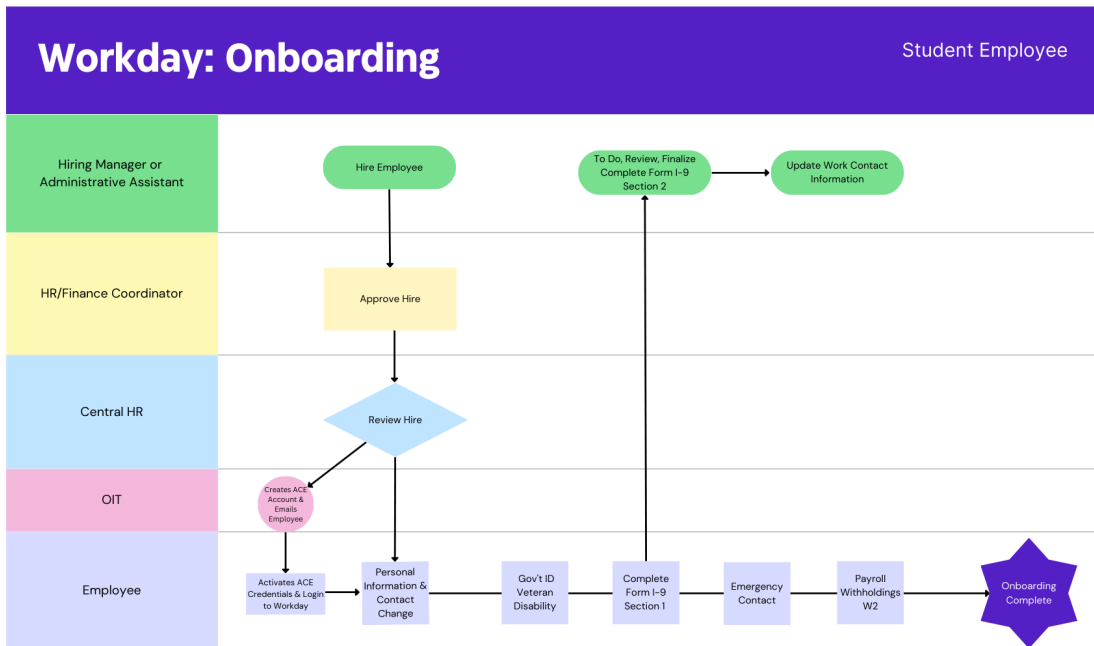 Workday: Onboarding
Student Employee
Hiring Manager or
Administrative Assistant
Hire Employee
To Do, Review, Finalize
Complete Form I-9
Section 2
Update Work Contact
Information
HR/Finance Coordinator
Approve Hire
Central HR
Review Hire
OIT
Creates ACE
Account &
Emails
Employee
Employee
Activates ACE
Credentials & Login
to Workday
Personal
Information &
Contact
Change
Gov't ID
Veteran
Disability
Complete
Form I-9
Section 1
Emergency
Contact
Payroll
Withholdings
W2
Onboarding
Complete